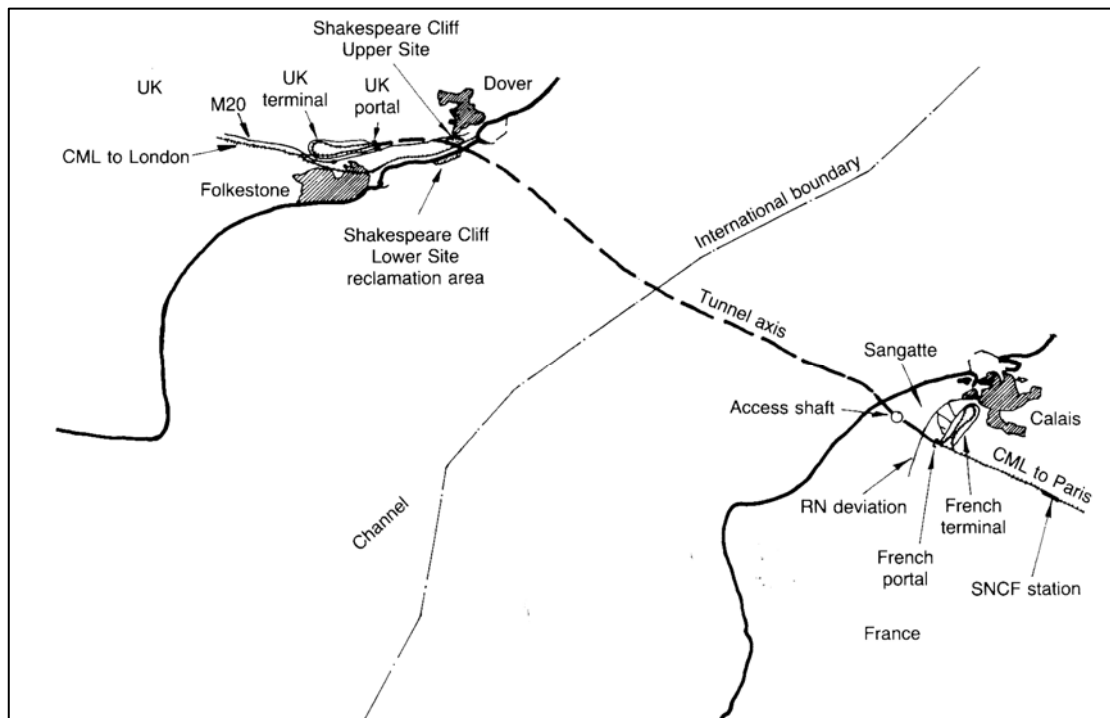 Shakespeare Cliff
Upper Site
UK
UK
terminal
UK
portal
Dover
M20
CML to London
Folkestone
Shakespeare Cliff
Lower Site
reclamation area
International boundary
Tunnel axis
Sangatte
Access shaft
Calais
Channel
RN deviation
CML to Paris
French
terminal
French
portal
SNCF station
France